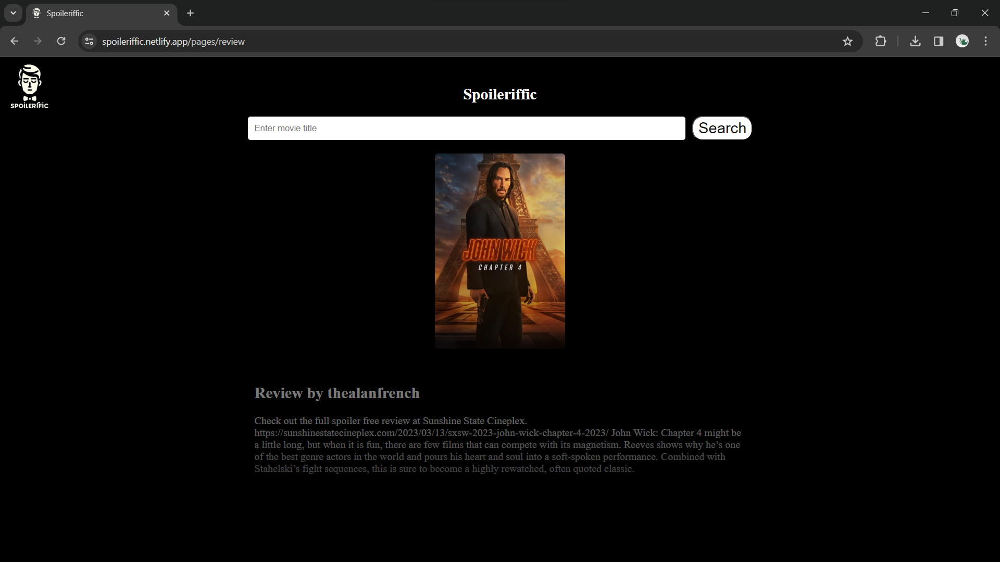 Spoileriffic
spoileriffic.netlify.app/pages/review
SPOILERIFFIC
Spoileriffic
Enter movie title
Search
JOHN WICK
CHAPTER 4
Review by thealanfrench
Check out the full spoiler free review at Sunshine State Cineplex.
https://sunshinestatecineplex.com/2023/03/13/sxsw-2023-john-wick-chapter-4-2023/ John Wick: Chapter 4 might be
a little long, but when it is fun, there are few films that can compete with its magnetism. Reeves shows why he’s one
of the best genre actors in the world and pours his heart and soul into a soft-spoken performance. Combined with
Stahelski’s fight sequences, this is sure to become a highly rewatched, often quoted classic.